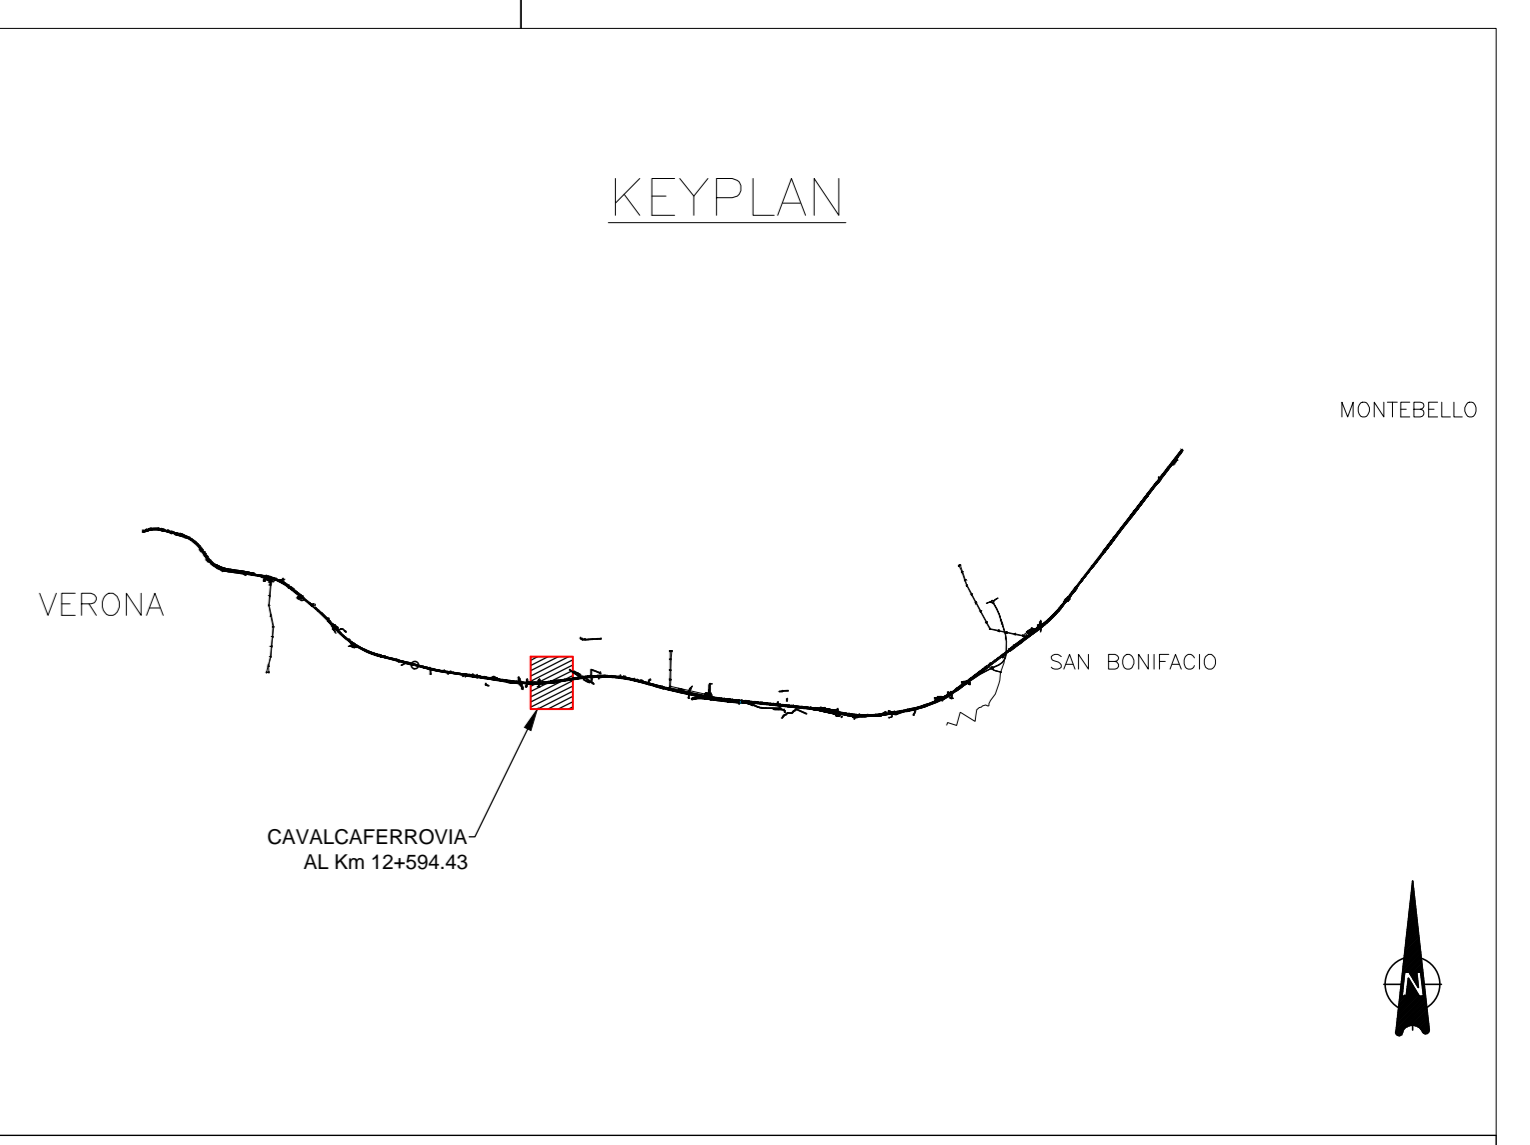 KEYPLAN
MONTEBELLO
VERONA
SAN BONIFACIO
CAVALCAFERROVIA
AL Km 12+594.43
N